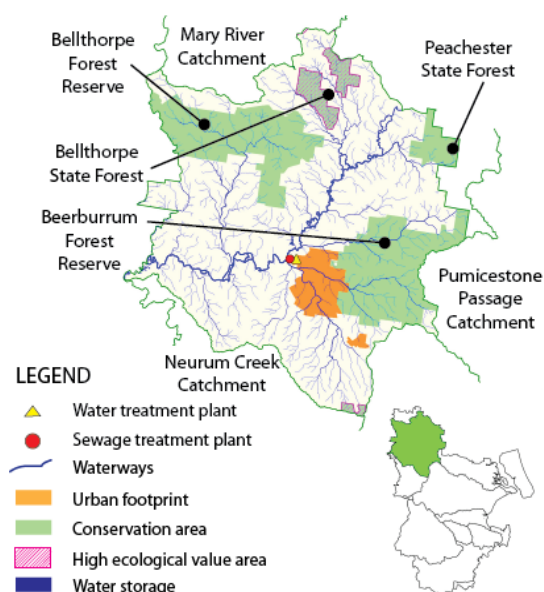 Bellthorpe
Forest
Reserve
Mary River
Catchment
Peachester
State Forest
Bellthorpe
State Forest
Beerburrum
Forest
Reserve
Pumicestone
Passage
Catchment
Neurum Creek
Catchment
LEGEND
Water treatment plant
Sewage treatment plant
Waterways
Urban footprint
Conservation area
High ecological value area
Water storage